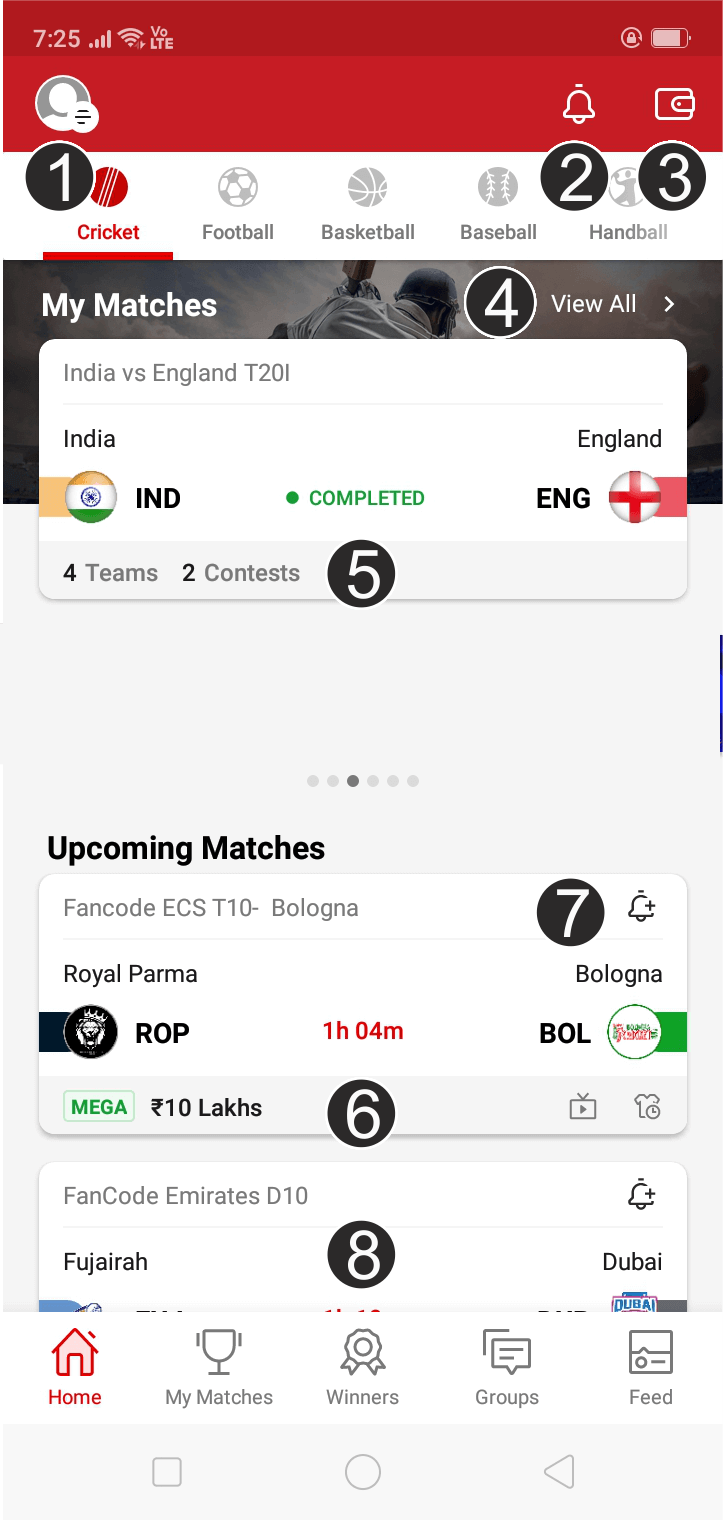 7:25 Vo LTE
1 2 3
Cricket Football Basketball Baseball Handball
My Matches 4 View All
India vs England T20I
India England
IND COMPLETED ENG
4 Teams 2 Contests 5
Upcoming Matches
Fancode ECS T10- Bologna 7
Royal Parma Bologna
ROP 1h 04m BOL
MEGA ₹10 Lakhs 6
FanCode Emirates D10
Fujairah 8 Dubai
DUBAI
Home My Matches Winners Groups Feed